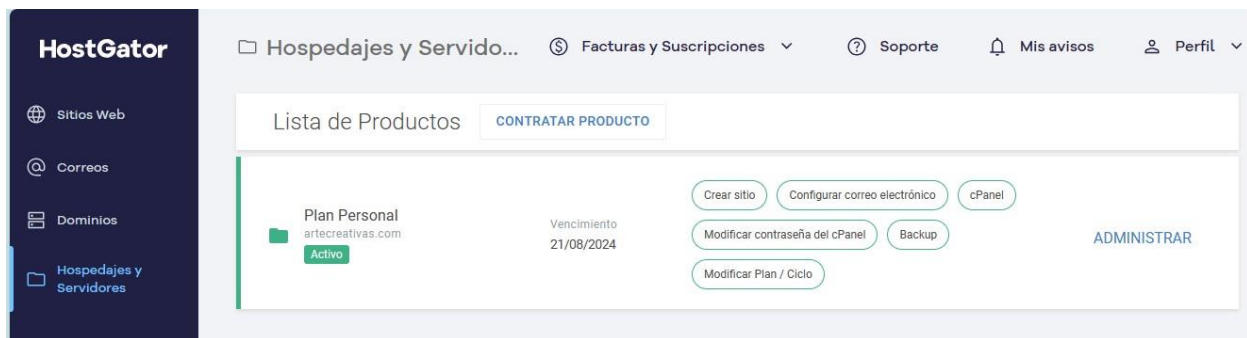 HostGator
Hospedajes y Servido...
Facturas y Suscripciones
Soporte
Mis avisos
Perfil
Sitios Web
Correos
Dominios
Hospedajes y
Servidores
Lista de Productos
CONTRATAR PRODUCTO
Plan Personal
artecreativas.com
Activo
Vencimiento
21/08/2024
Crear sitio
Configurar correo electrónico
cPanel
Modificar contraseña del cPanel
Backup
Modificar Plan / Ciclo
ADMINISTRAR